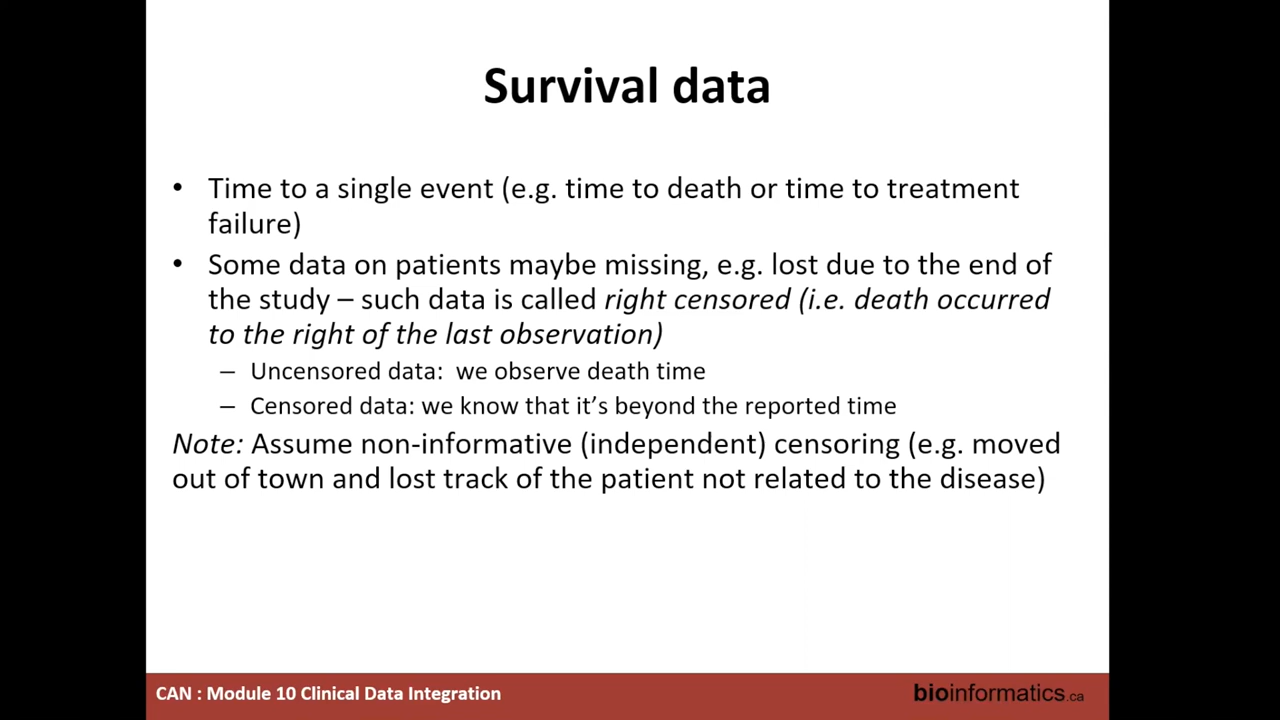 Survival data
• Time to a single event (e.g. time to death or time to treatment
failure)
• Some data on patients maybe missing, e.g. lost due to the end of
the study – such data is called right censored (i.e. death occurred
to the right of the last observation)
– Uncensored data:  we observe death time
– Censored data: we know that it’s beyond the reported time
Note: Assume non-informative (independent) censoring (e.g. moved
out of town and lost track of the patient not related to the disease)
CAN : Module 10 Clinical Data Integration
bioinformatics.ca